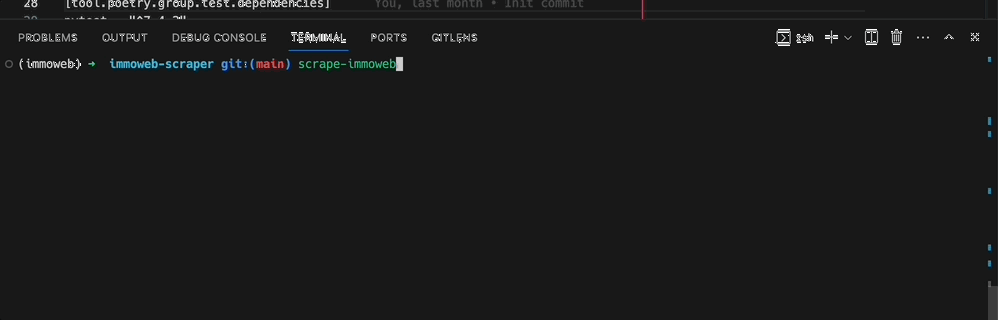 28 [tool.poetry.group.test.dependencies] You, last month • Init commit
PROBLEMS OUTPUT DEBUG CONSOLE TERMINAL PORTS GITLENS zsh
(immoweb) ➜ immoweb-scraper git:(main) scrape-immoweb